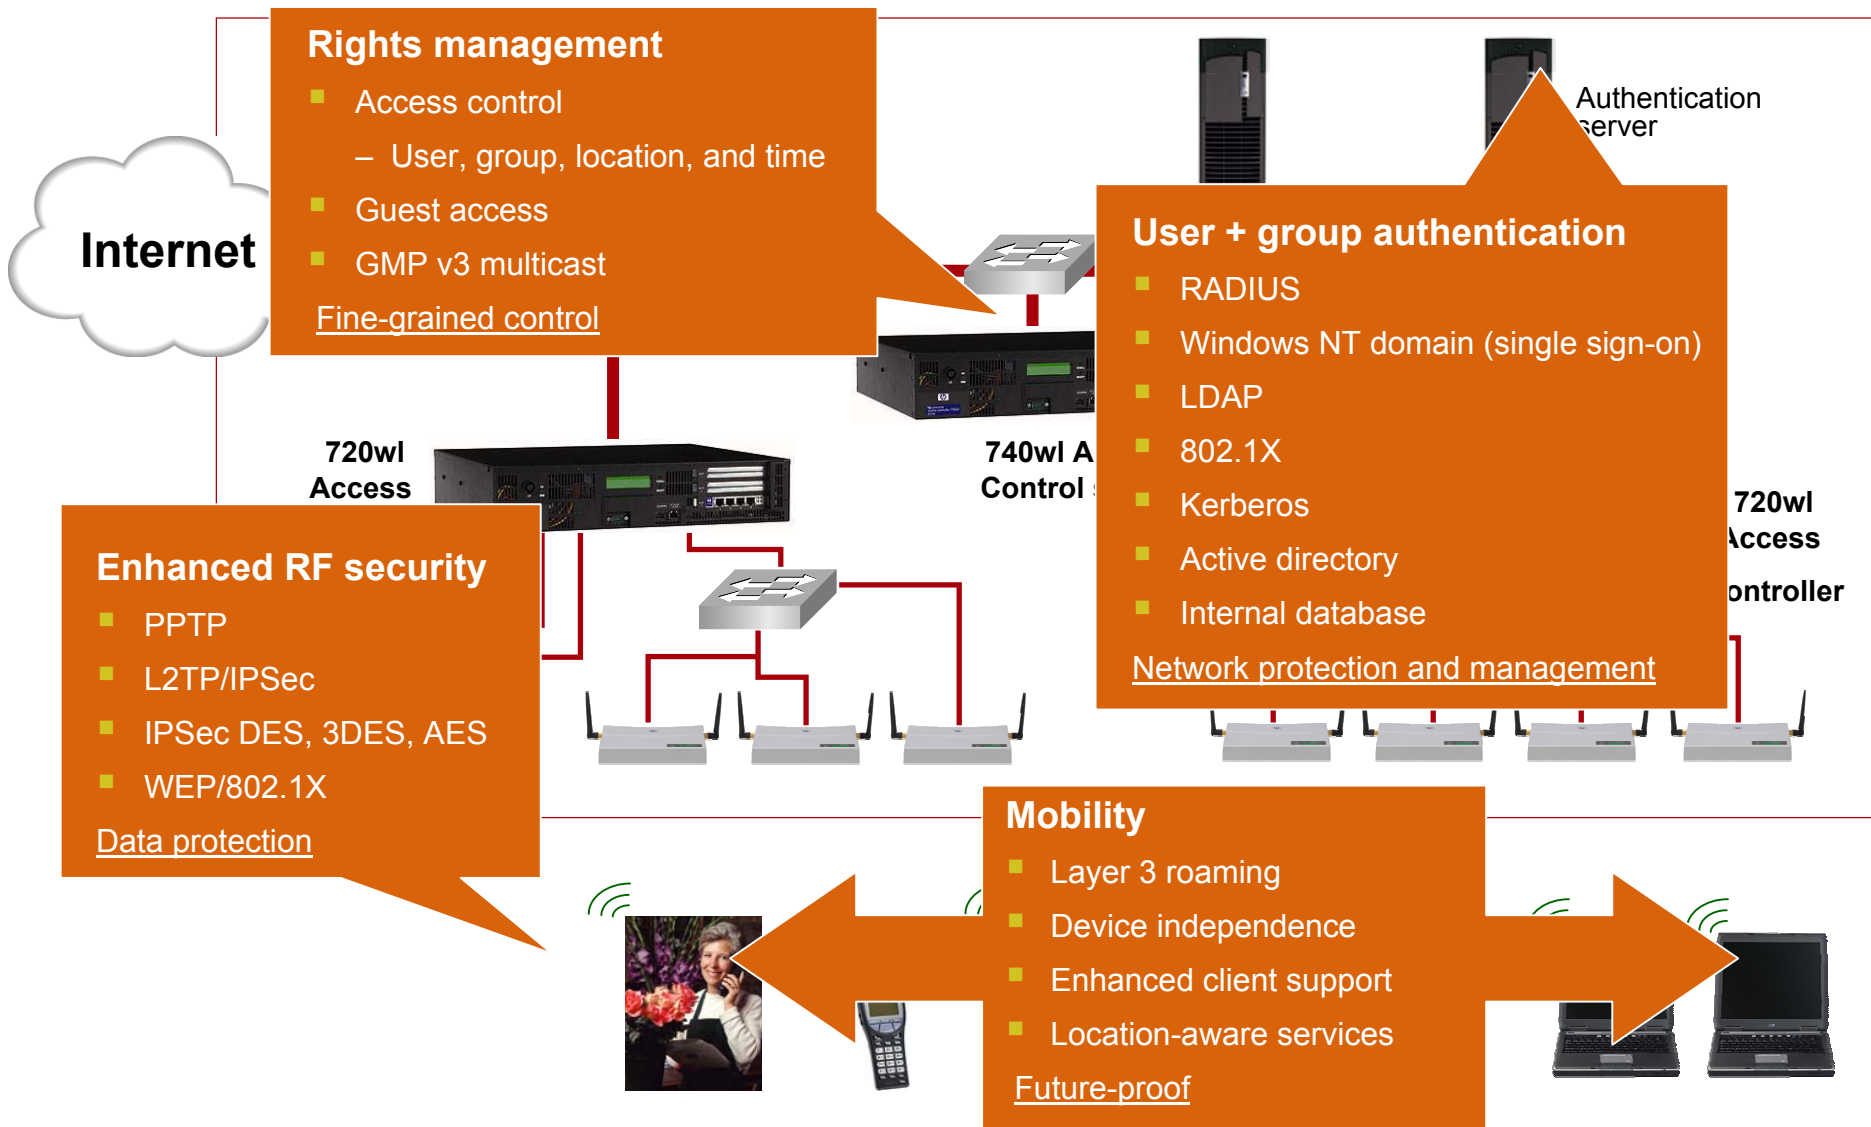 Rights management
Access control
– User, group, location, and time
Guest access
GMP v3 multicast
Fine-grained control
Internet
Authentication
server
User + group authentication
RADIUS
Windows NT domain (single sign-on)
LDAP
802.1X
Kerberos
Active directory
Internal database
Network protection and management
720wl
Access
740wl A
Control
720wl
Access
ontroller
Enhanced RF security
PPTP
L2TP/IPSec
IPSec DES, 3DES, AES
WEP/802.1X
Data protection
Mobility
Layer 3 roaming
Device independence
Enhanced client support
Location-aware services
Future-proof